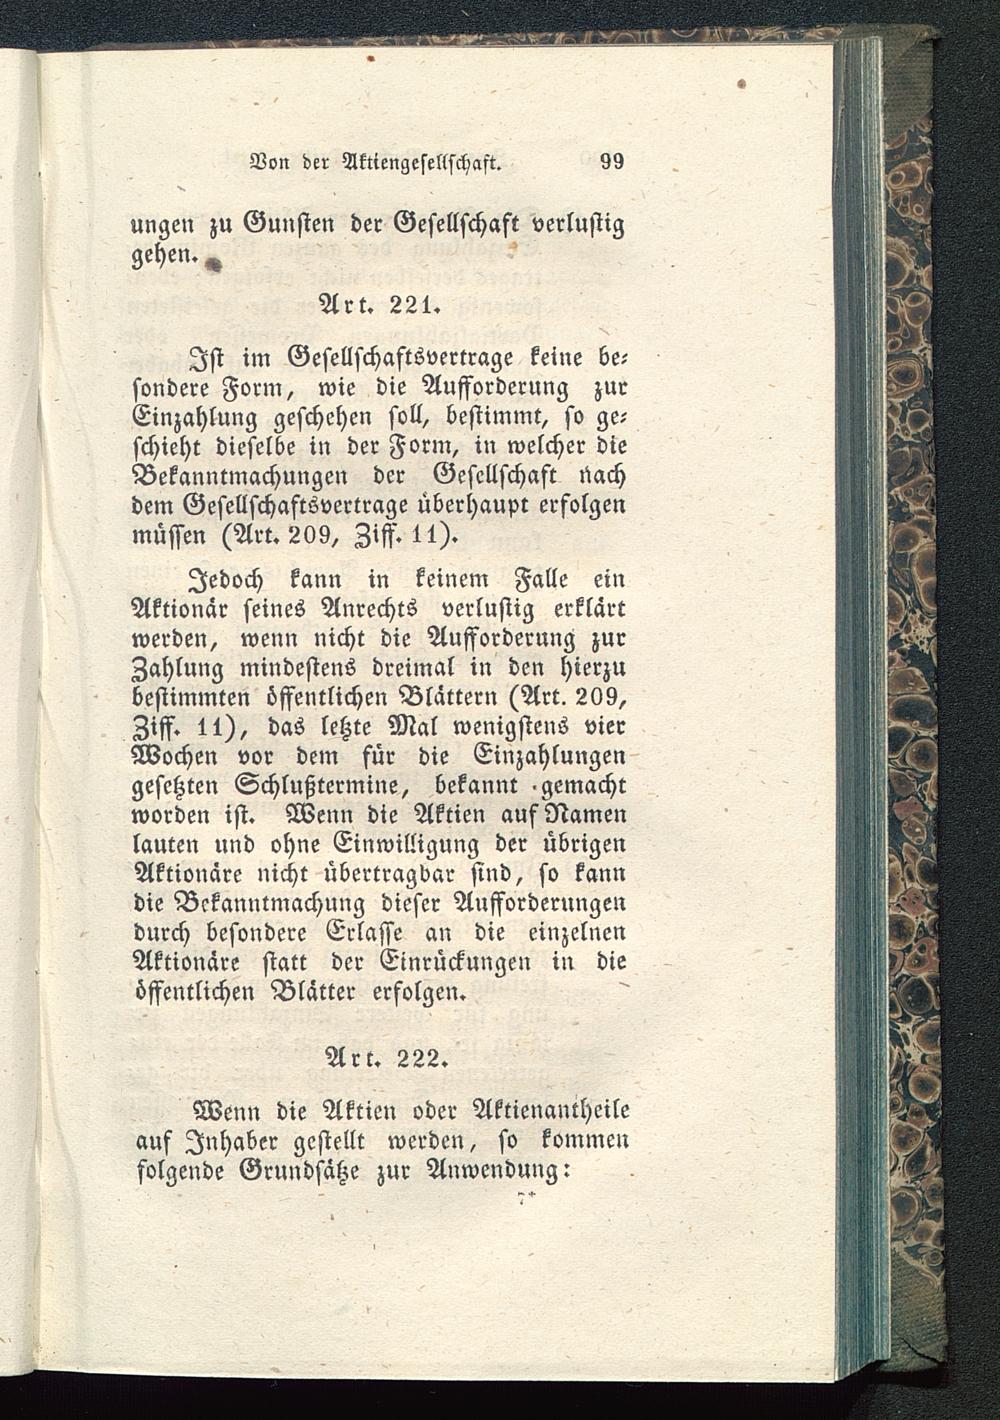 Von der Aktiengesellschaft. 99
ungen zu Gunsten der Gesellschaft verlustig
gehen.
Art. 221.
Ist im Gesellschaftsvertrage keine be-
sondere Form, wie die Aufforderung zur
Einzahlung geschehen soll, bestimmt, so ge-
schieht dieselbe in der Form, in welcher die
Bekanntmachungen der Gesellschaft nach
dem Gesellschaftsvertrage überhaupt erfolgen
müssen (Art. 209, Ziff. 11).
Jedoch kann in keinem Falle ein
Aktionär seines Anrechts verlustig erklärt
werden, wenn nicht die Aufforderung zur
Zahlung mindestens dreimal in den hierzu
bestimmten öffentlichen Blättern (Art. 209,
Ziff. 11), das letzte Mal wenigstens vier
Wochen vor dem für die Einzahlungen
gesetzten Schlußtermine, bekannt gemacht
worden ist. Wenn die Aktien auf Namen
lauten und ohne Einwilligung der übrigen
Aktionäre nicht übertragbar sind, so kann
die Bekanntmachung dieser Aufforderungen
durch besondere Erlasse an die einzelnen
Aktionäre statt der Einrückungen in die
öffentlichen Blätter erfolgen.
Art. 222.
Wenn die Aktien oder Aktienantheile
auf Inhaber gestellt werden, so kommen
folgende Grundsätze zur Anwendung:
7*